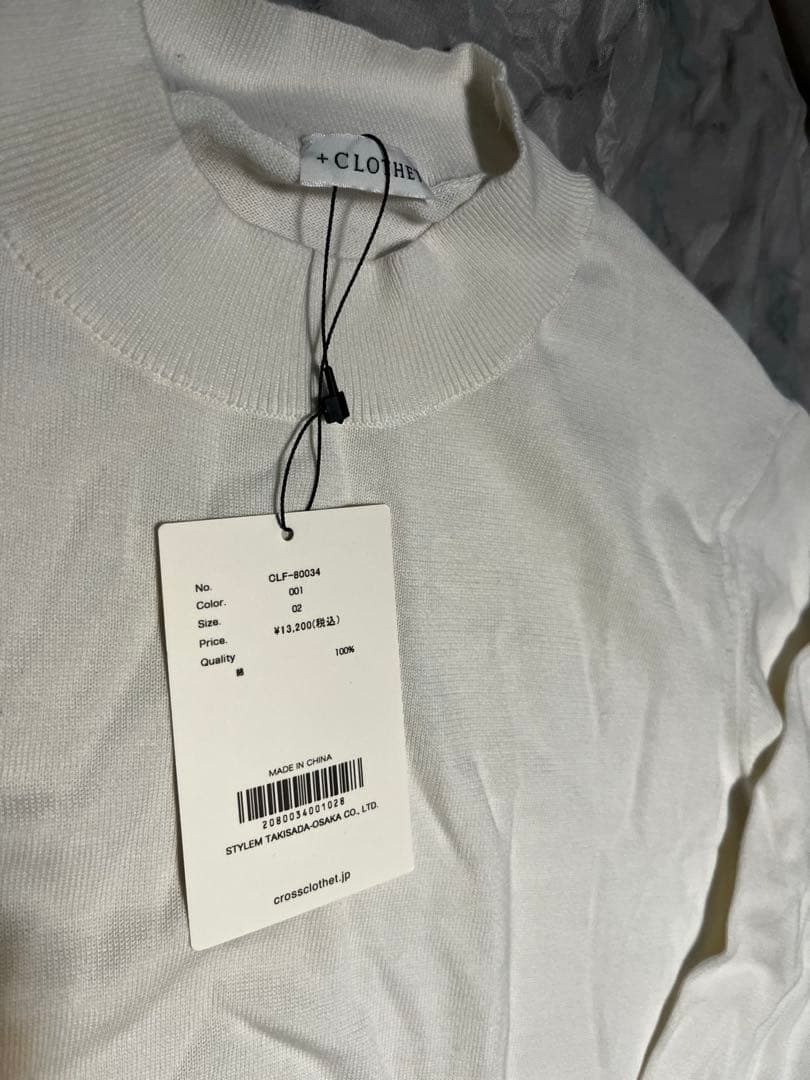 +CLOTHET
No. CLF-80034
Color. 001
Size. 02
Price. ¥13,200(税込)
Quality
100%
MADE IN CHINA
2080034001028
STYLEM TAKISADA-OSAKA CO., LTD.
crossclothet.jp